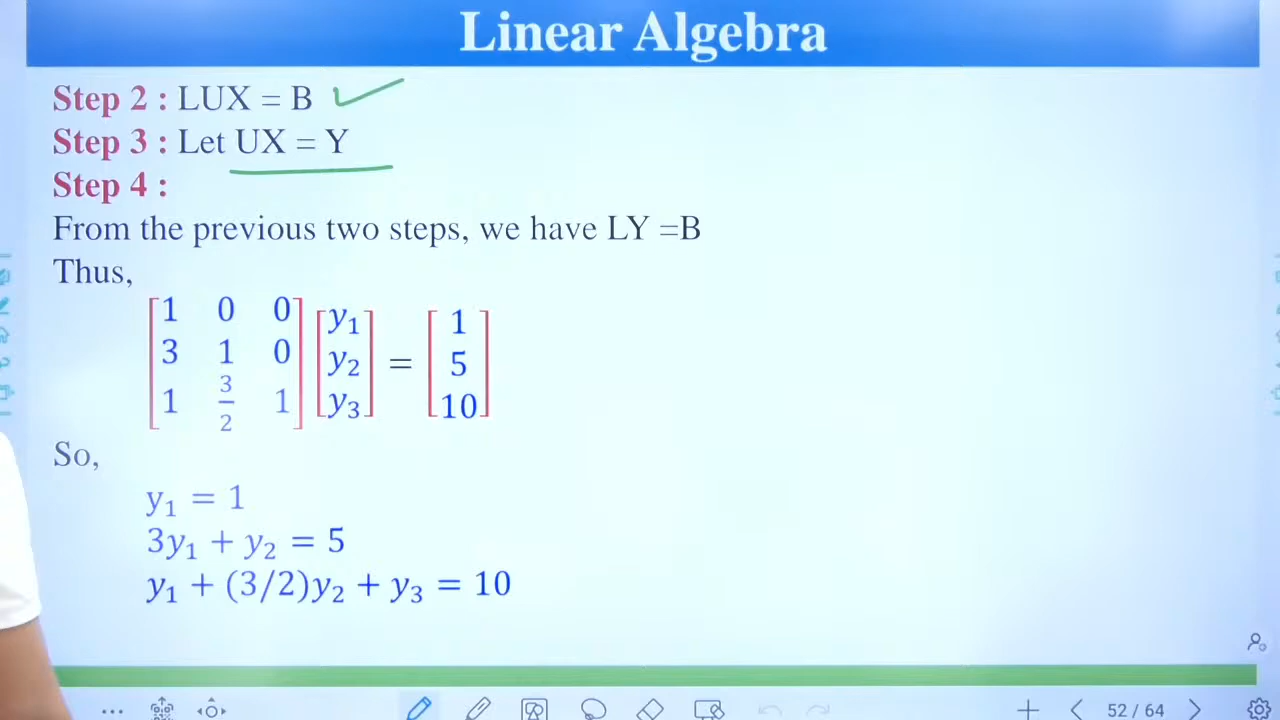 Linear Algebra
Step 2 : LUX = B
Step 3 : Let UX = Y
Step 4 :
From the previous two steps, we have LY =B
Thus,
[1 0 0; 3 1 0; 1 3/2 1] [y₁; y₂; y₃] = [1; 5; 10]
So,
y₁ = 1
3y₁ + y₂ = 5
y₁ + (3/2)y₂ + y₃ = 10
52 / 64